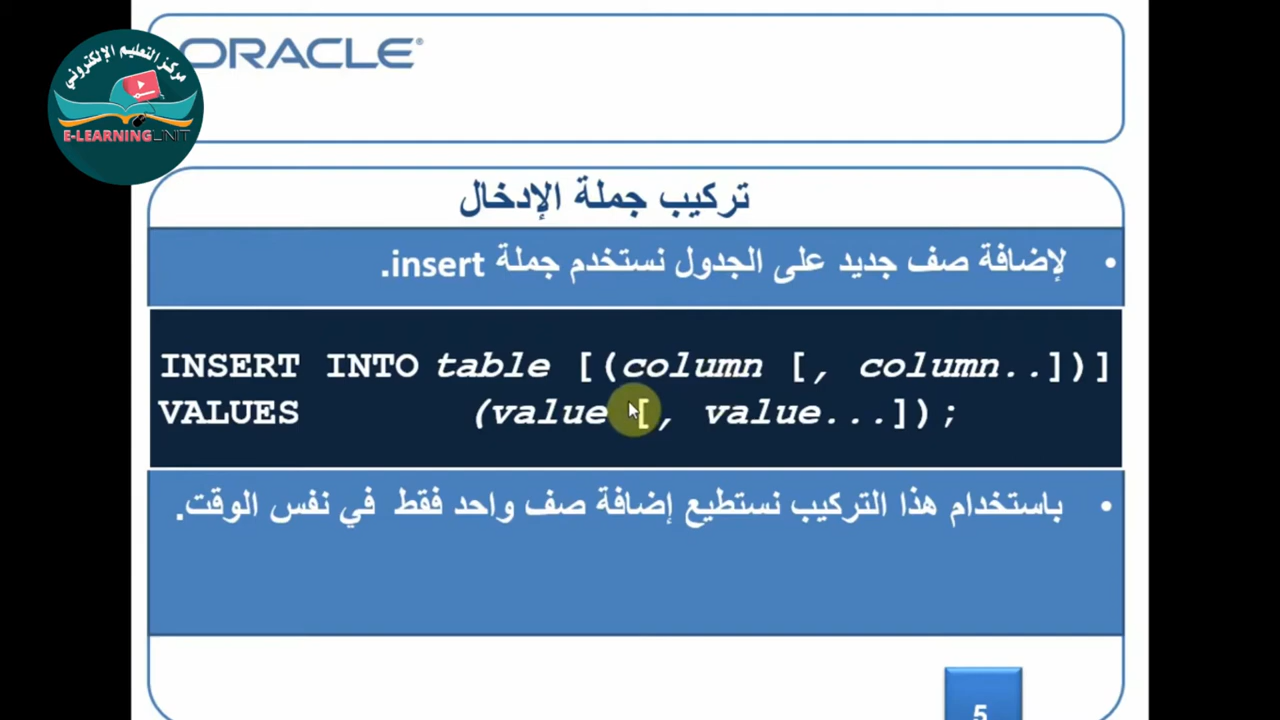 ORACLE®
مركز التعليم الإلكتروني
E-LEARNING UNIT
تركيب جملة الإدخال
• لإضافة صف جديد على الجدول نستخدم جملة insert.
INSERT INTO table [(column [, column..])]
VALUES (value [, value...]);
• باستخدام هذا التركيب نستطيع إضافة صف واحد فقط في نفس الوقت.
5